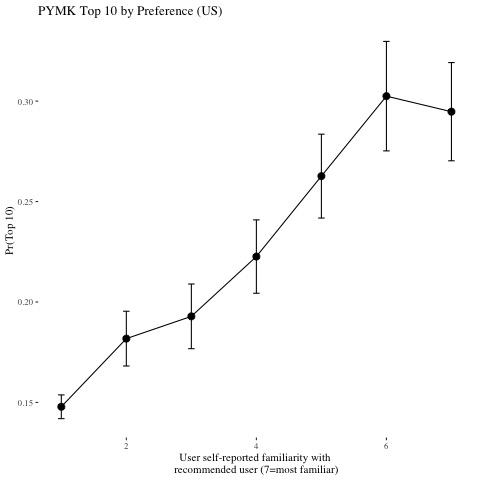 PYMK Top 10 by Preference (US)
Pr(Top 10)
0.30
0.25
0.20
0.15
2
4
6
User self-reported familiarity with
recommended user (7=most familiar)